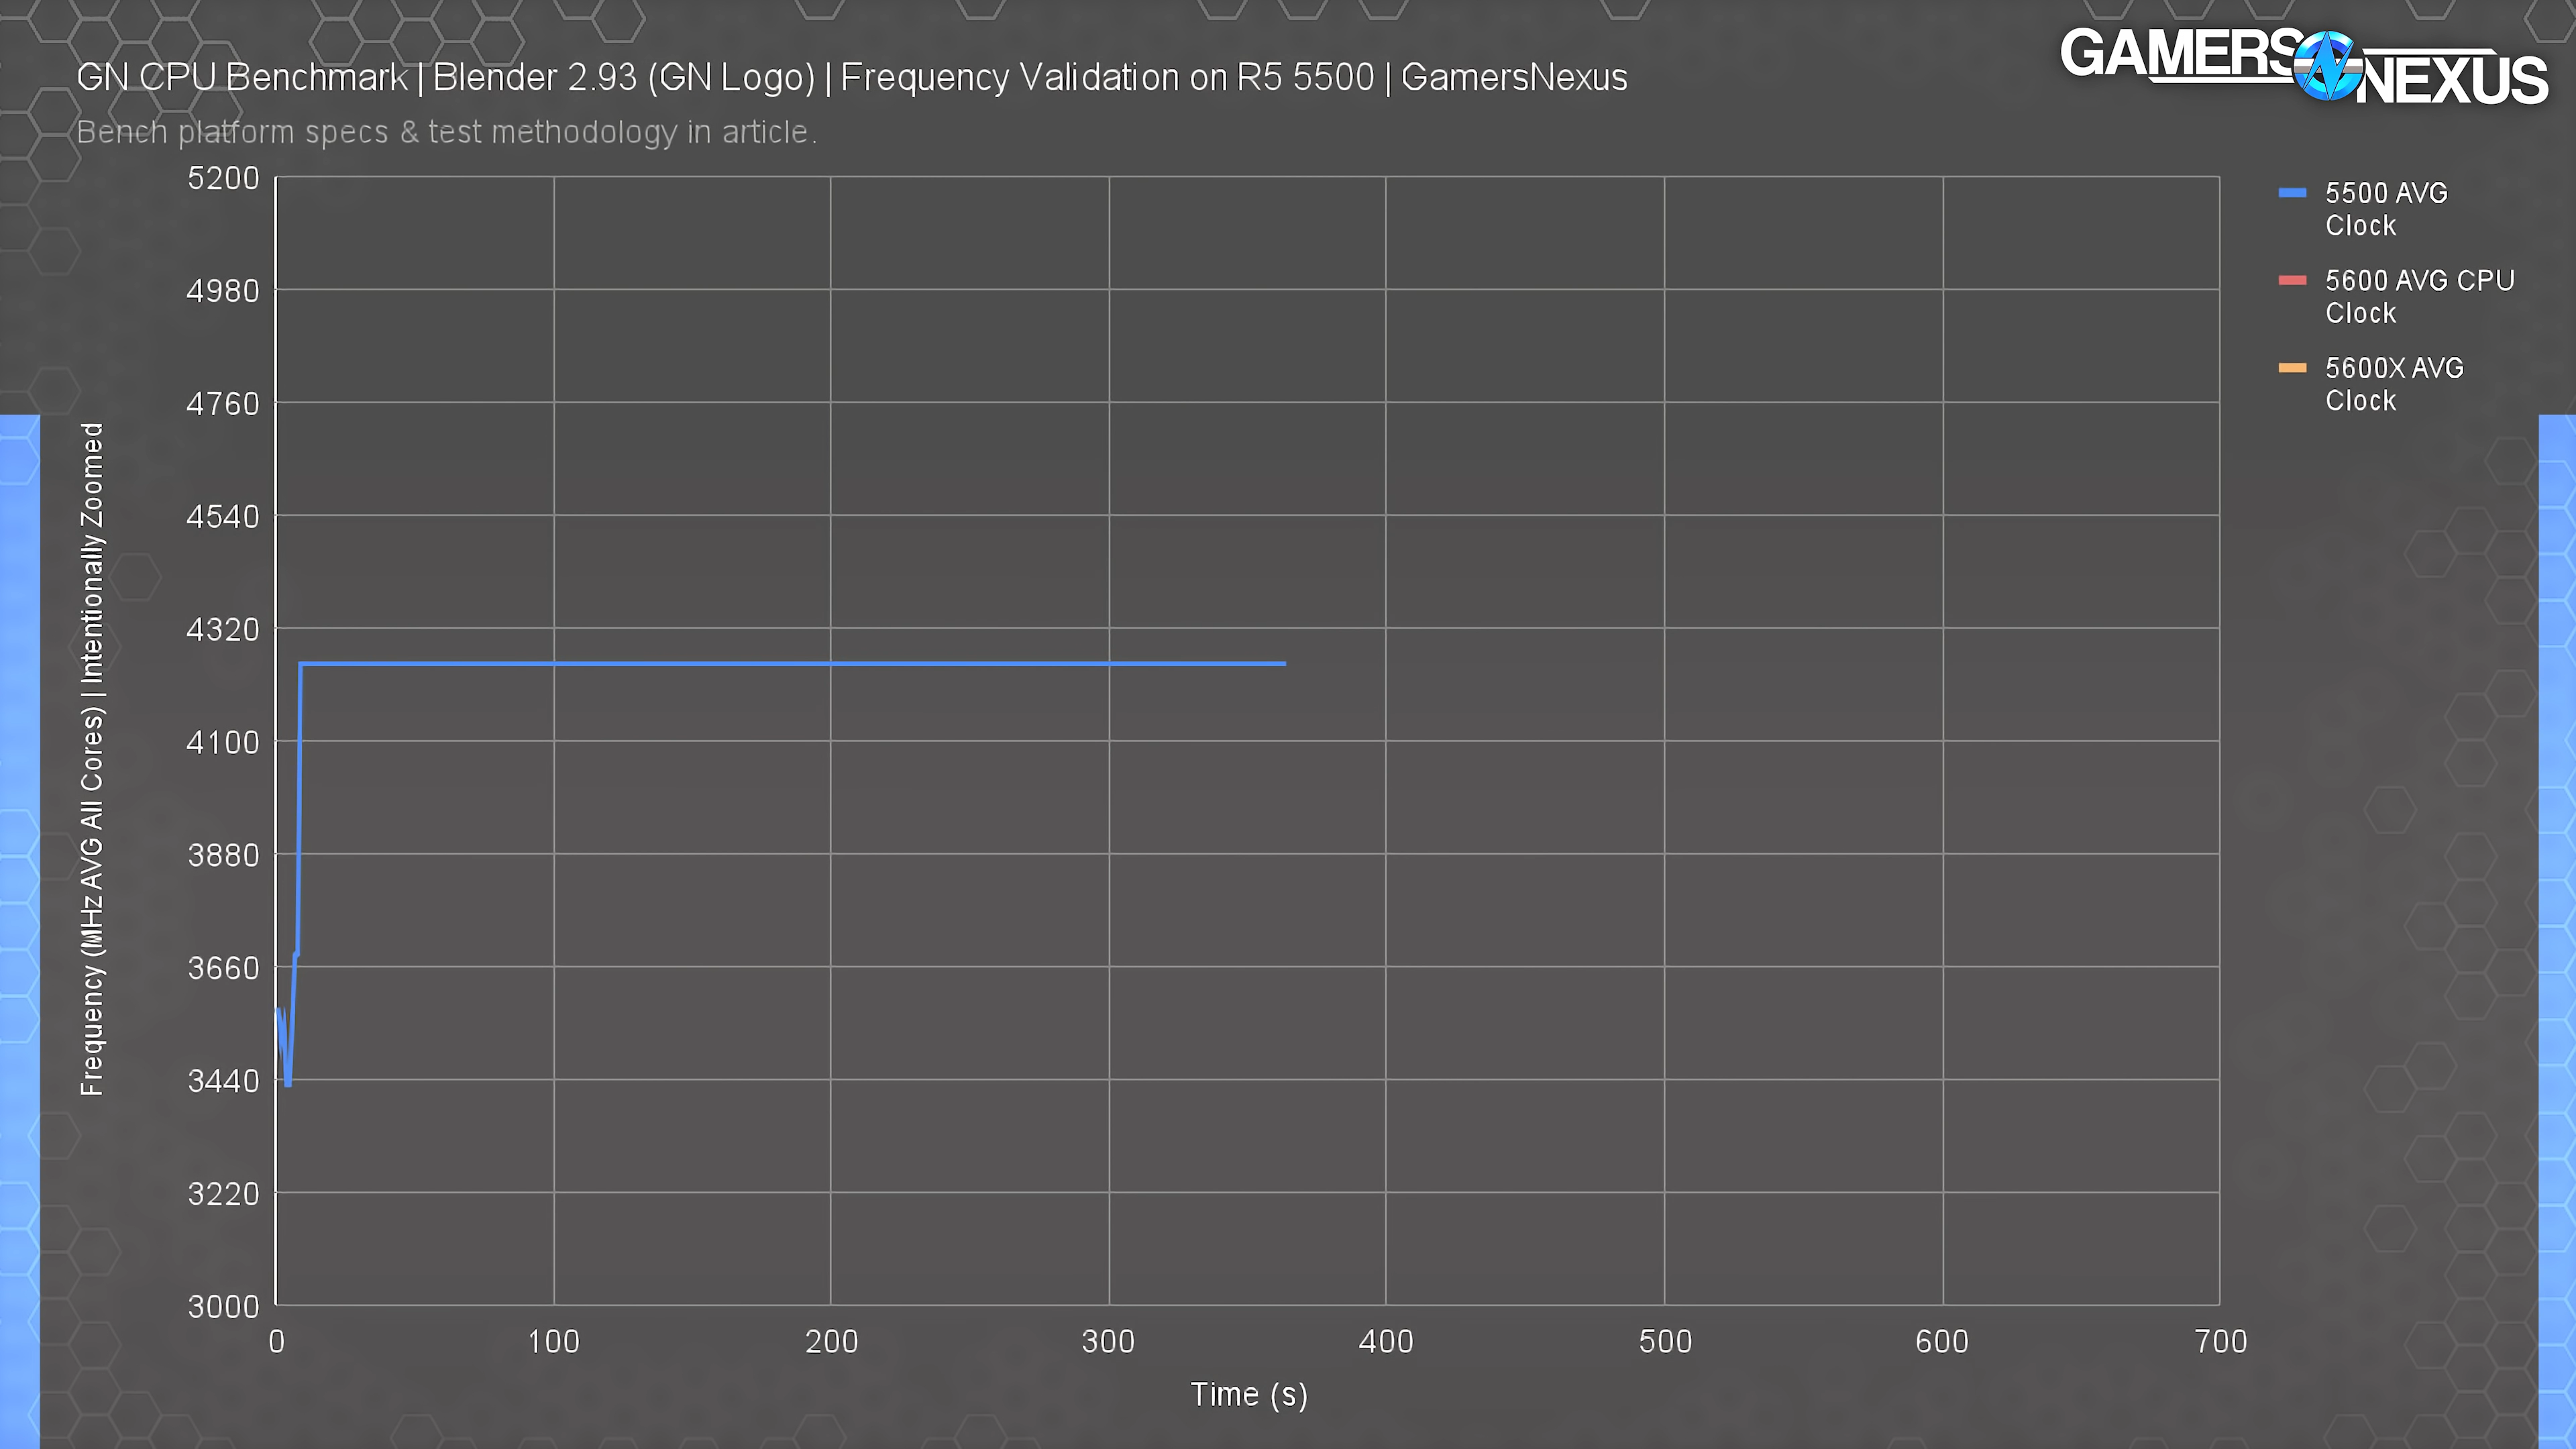 GAMERS NEXUS
GN CPU Benchmark | Blender 2.93 (GN Logo) | Frequency Validation on R5 5500 | GamersNexus
Bench platform specs & test methodology in article.
5200
4980
4760
4540
4320
4100
3880
3660
3440
3220
3000
Frequency (MHz AVG All Cores) | Intentionally Zoomed
0 100 200 300 400 500 600 700
Time (s)
5500 AVG
Clock
5600 AVG CPU
Clock
5600X AVG
Clock